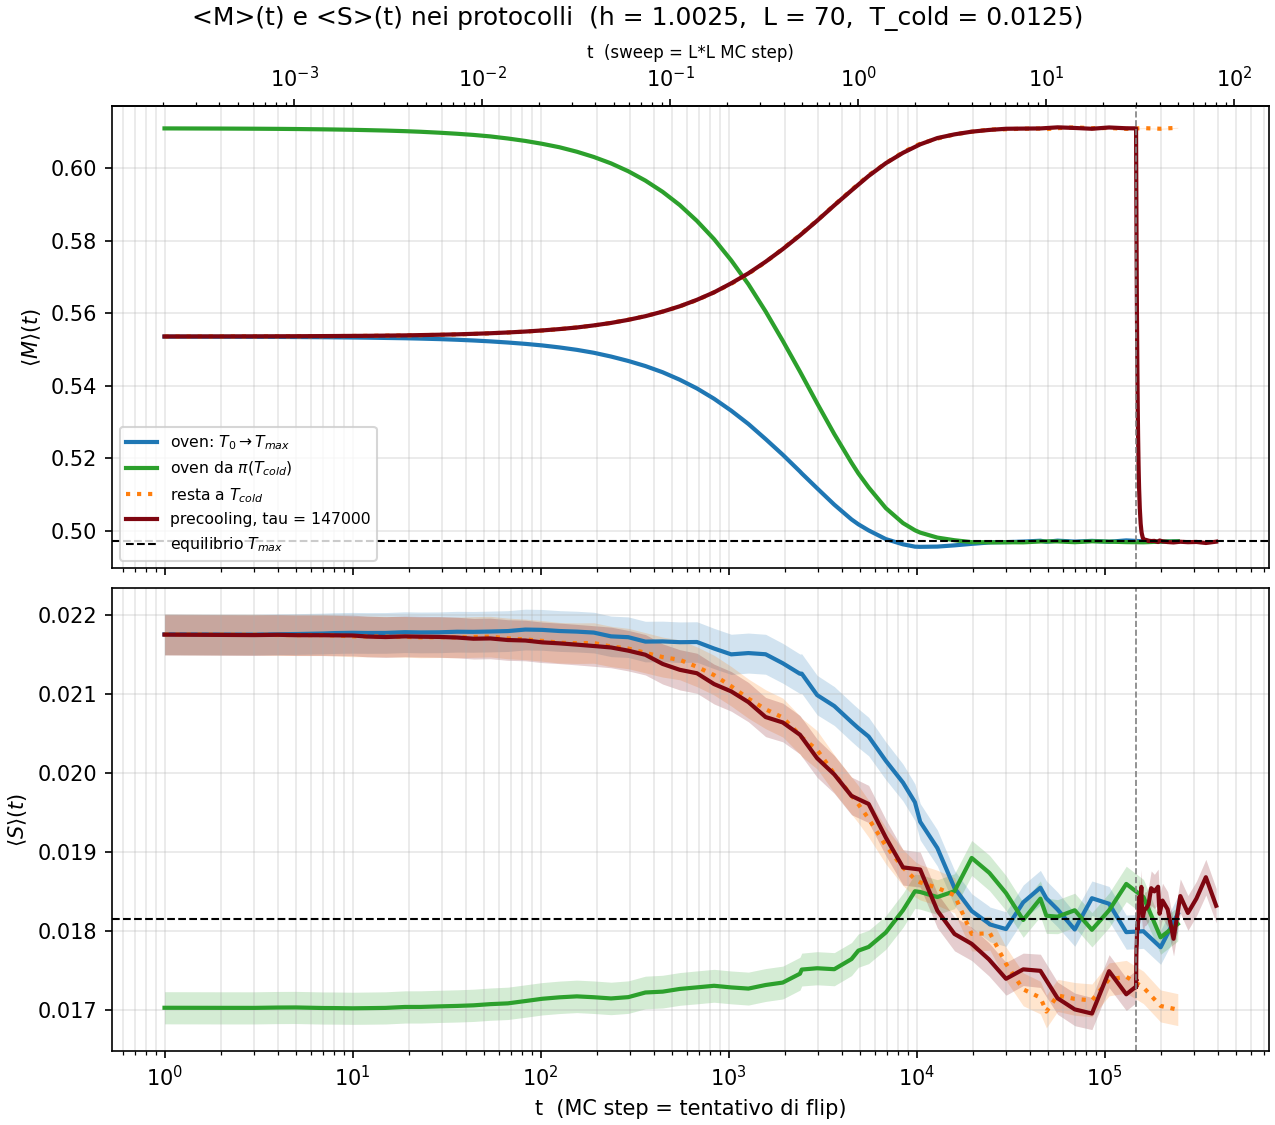 <M>(t) e <S>(t) nei protocolli (h = 1.0025, L = 70, T_cold = 0.0125)
t (sweep = L*L MC step)
10⁻³ 10⁻² 10⁻¹ 10⁰ 10¹ 10²
0.60
0.58
0.56
0.54
0.52
0.50
⟨M⟩(t)
oven: T₀ → T_max
oven da π(T_cold)
resta a T_cold
precooling, tau = 147000
equilibrio T_max
0.022
0.021
0.020
0.019
0.018
0.017
⟨S⟩(t)
10⁰ 10¹ 10² 10³ 10⁴ 10⁵
t (MC step = tentativo di flip)